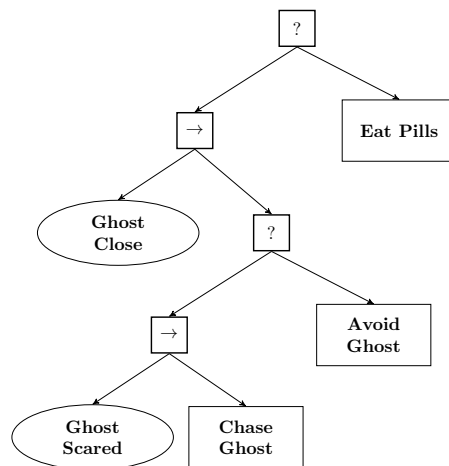 ?
→
Eat Pills
Ghost
Close
?
→
Avoid
Ghost
Ghost
Scared
Chase
Ghost